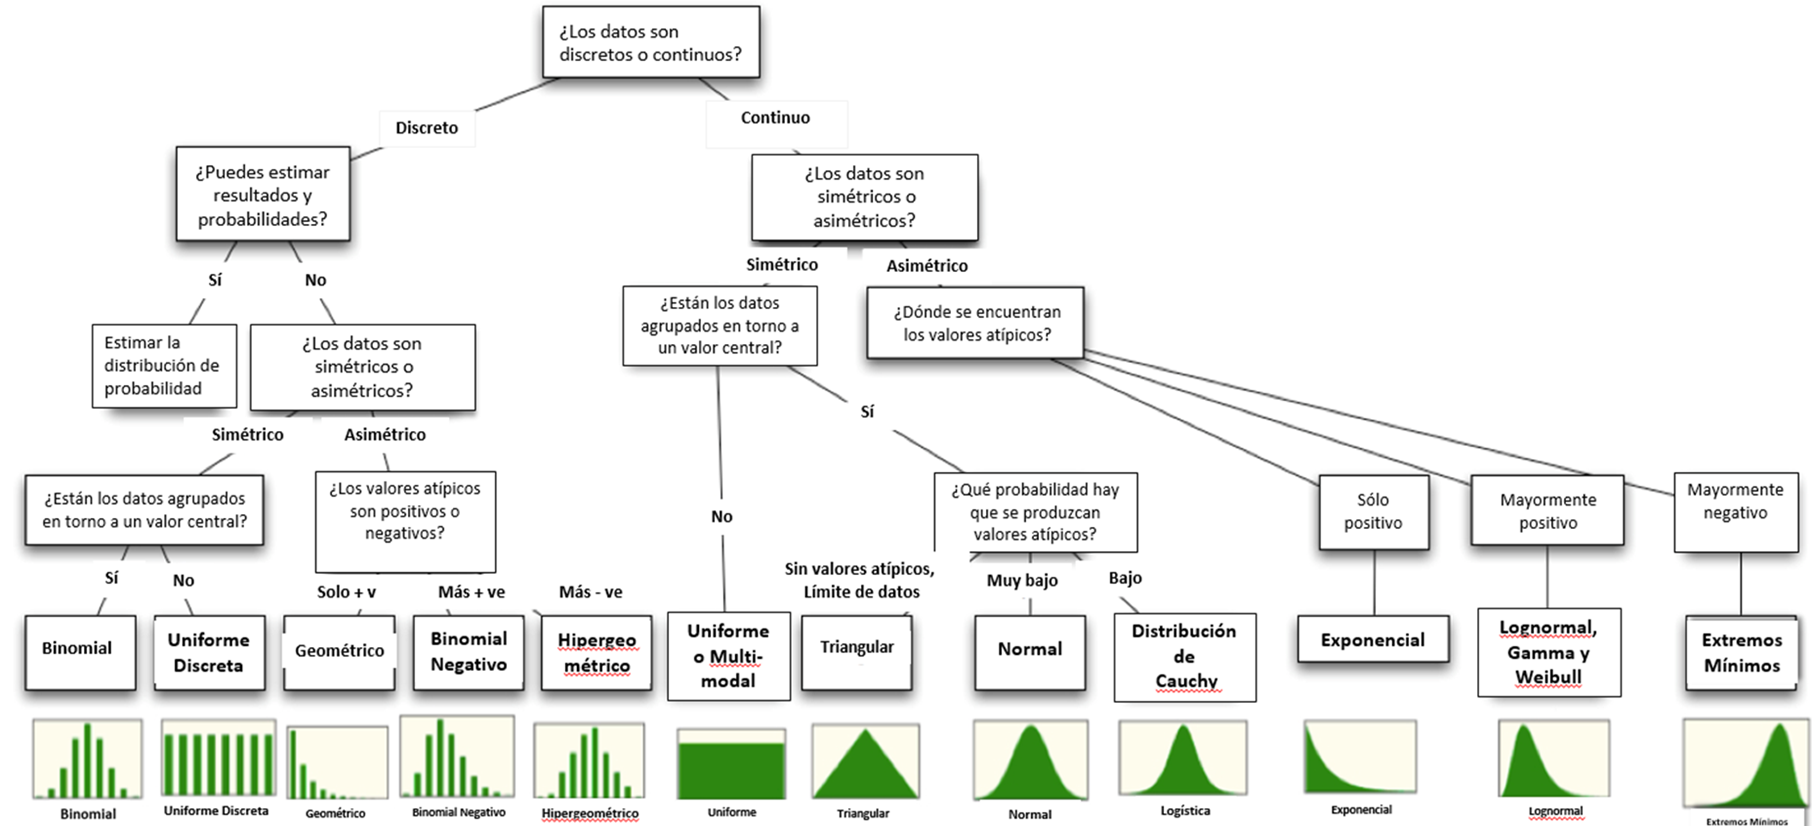 ¿Los datos son
discretos o continuos?
Discreto
Continuo
¿Puedes estimar
resultados y
probabilidades?
¿Los datos son
simétricos o
asimétricos?
Sí
No
Simétrico
Asimétrico
Estimar la
distribución de
probabilidad
¿Los datos son
simétricos o
asimétricos?
¿Están los datos
agrupados en torno a
un valor central?
¿Dónde se encuentran
los valores atípicos?
Simétrico
Asimétrico
Sí
No
¿Están los datos agrupados
en torno a un valor central?
¿Los valores atípicos
son positivos o
negativos?
¿Qué probabilidad hay
que se produzcan
valores atípicos?
Sólo
positivo
Mayormente
positivo
Mayormente
negativo
Sí
No
Solo + v
Más + ve
Más - ve
Sin valores atípicos,
Límite de datos
Muy bajo
Bajo
Binomial
Uniforme
Discreta
Geométrico
Binomial
Negativo
Hipergeo
métrico
Uniforme
o Multi-
modal
Triangular
Normal
Distribución
de
Cauchy
Exponencial
Lognormal,
Gamma y
Weibull
Extremos
Mínimos
Binomial
Uniforme Discreta
Geométrico
Binomial Negativo
Hipergeométrico
Uniforme
Triangular
Normal
Logística
Exponencial
Lognormal
Extremos Mínimos